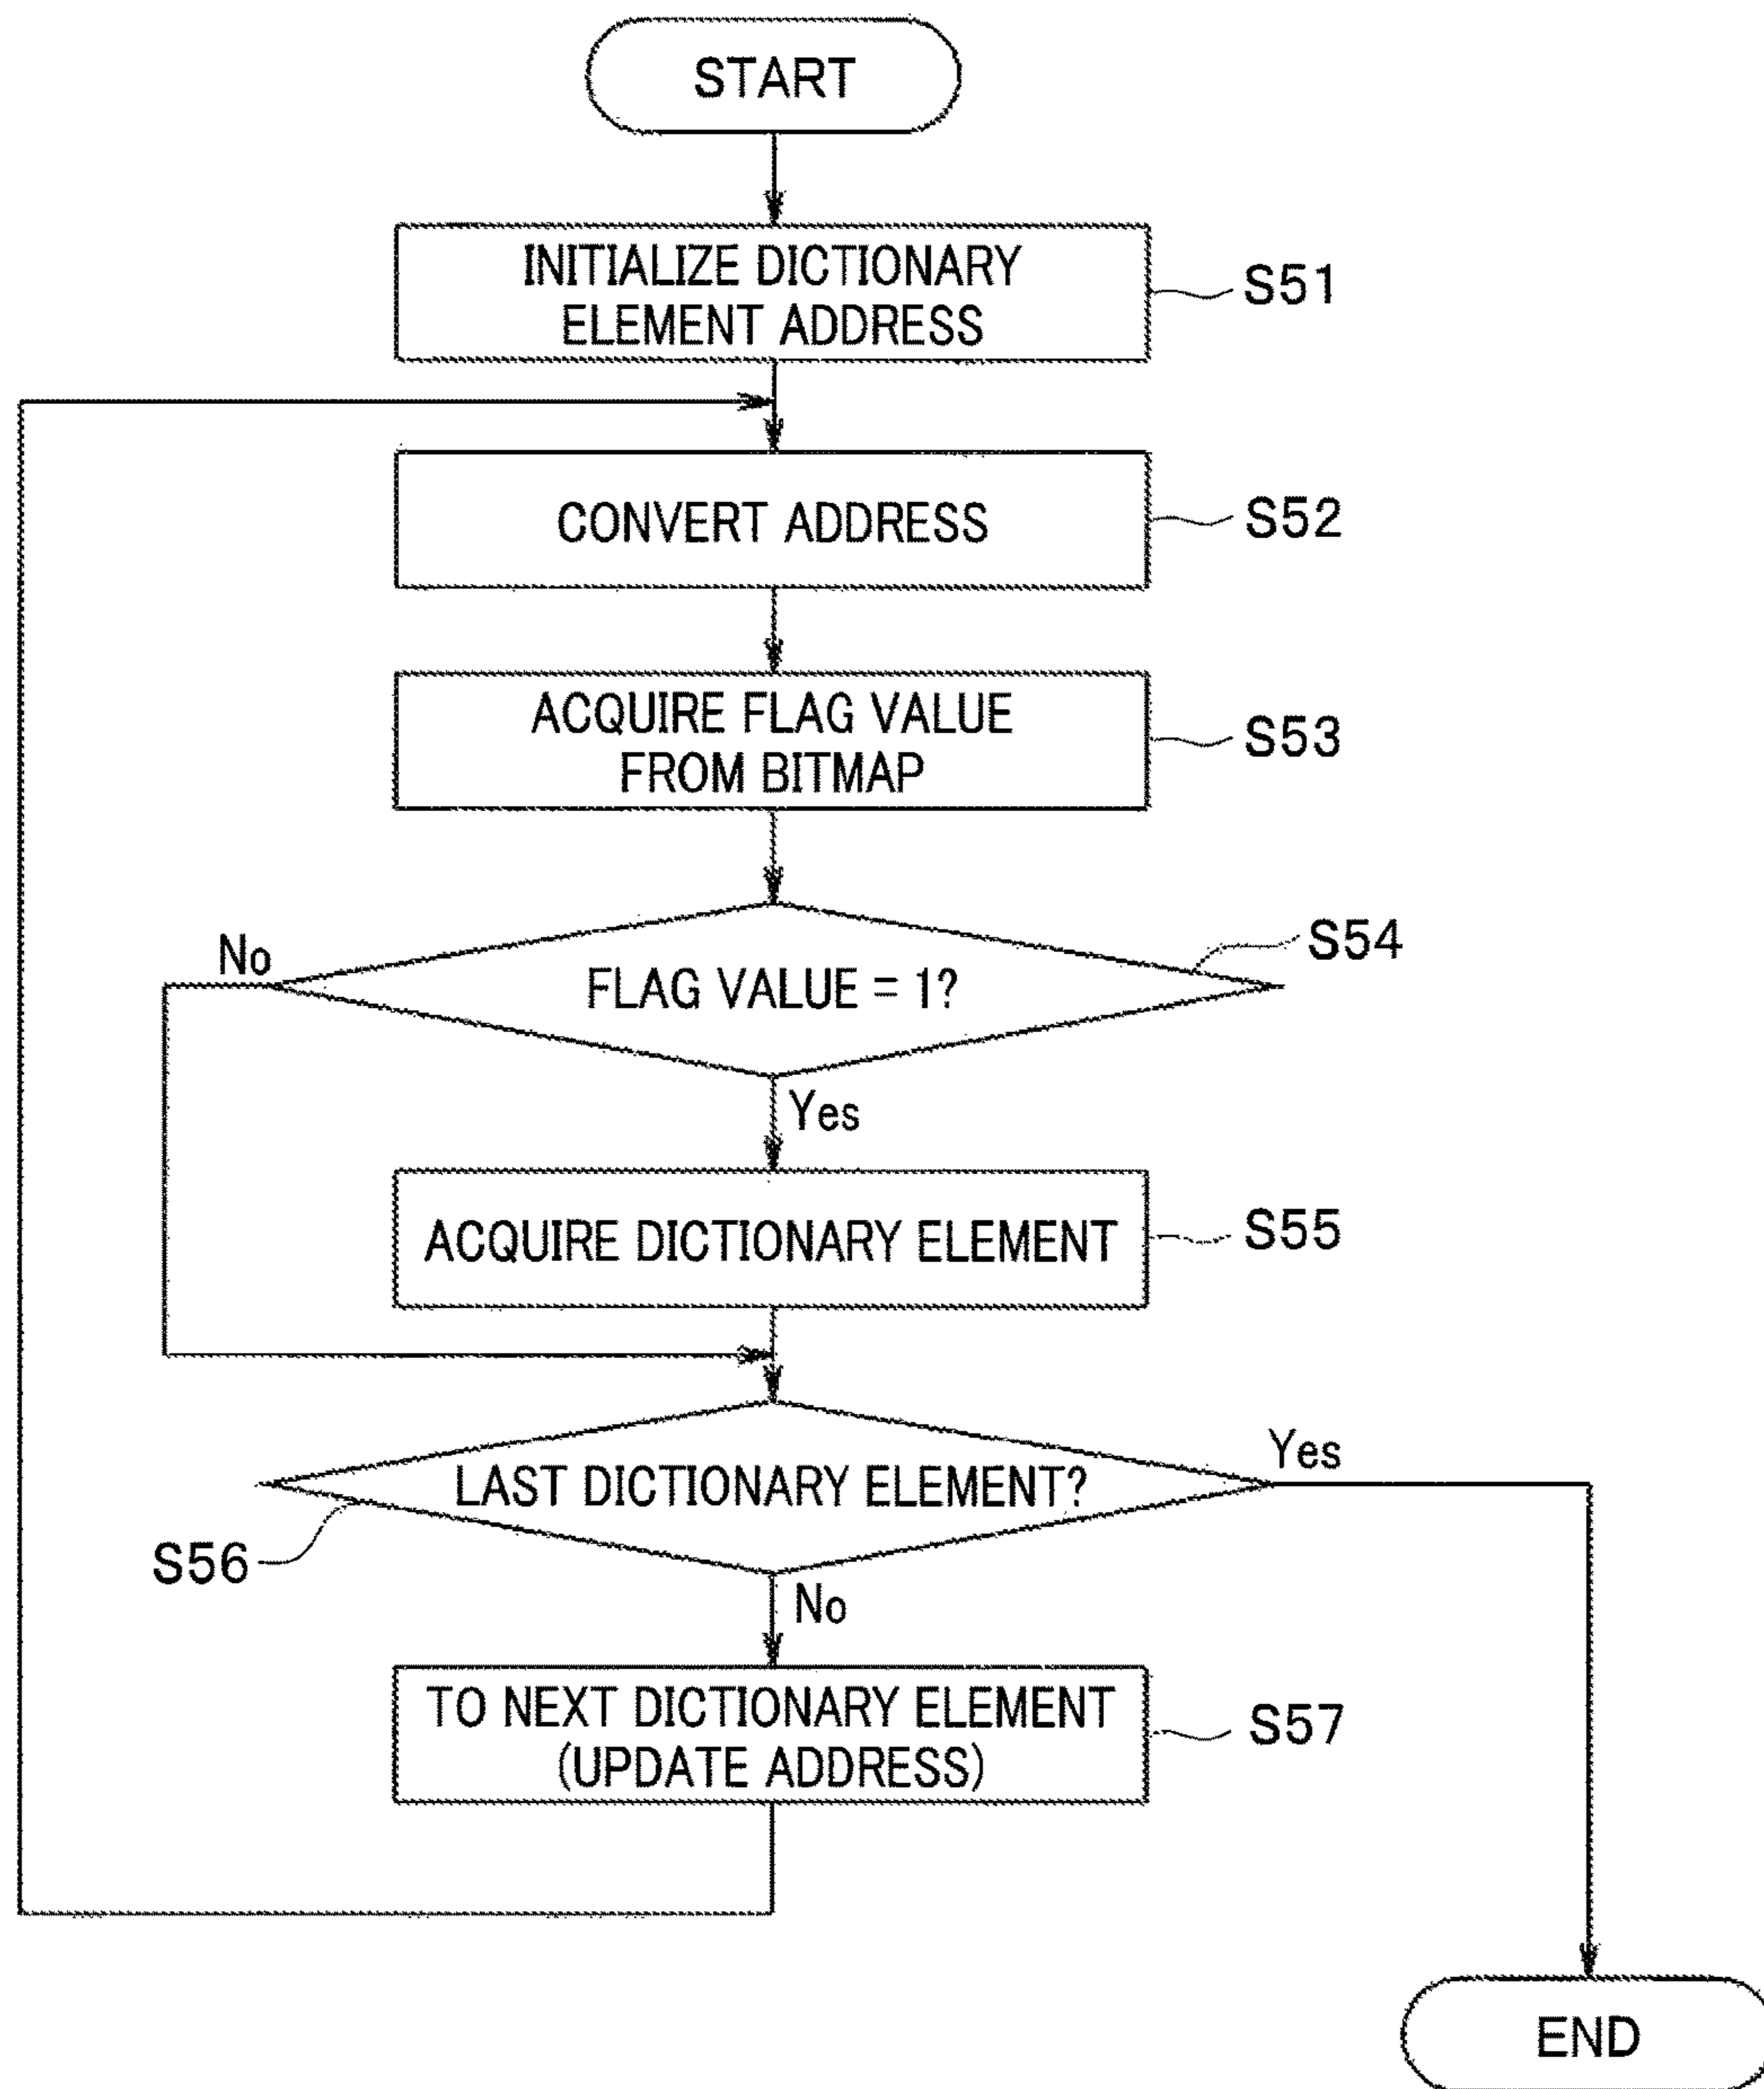 START
INITIALIZE DICTIONARY
ELEMENT ADDRESS
S51
CONVERT ADDRESS
S52
ACQUIRE FLAG VALUE
FROM BITMAP
S53
No
FLAG VALUE = 1?
S54
Yes
ACQUIRE DICTIONARY ELEMENT
S55
LAST DICTIONARY ELEMENT?
Yes
S56
No
TO NEXT DICTIONARY ELEMENT
(UPDATE ADDRESS)
S57
END